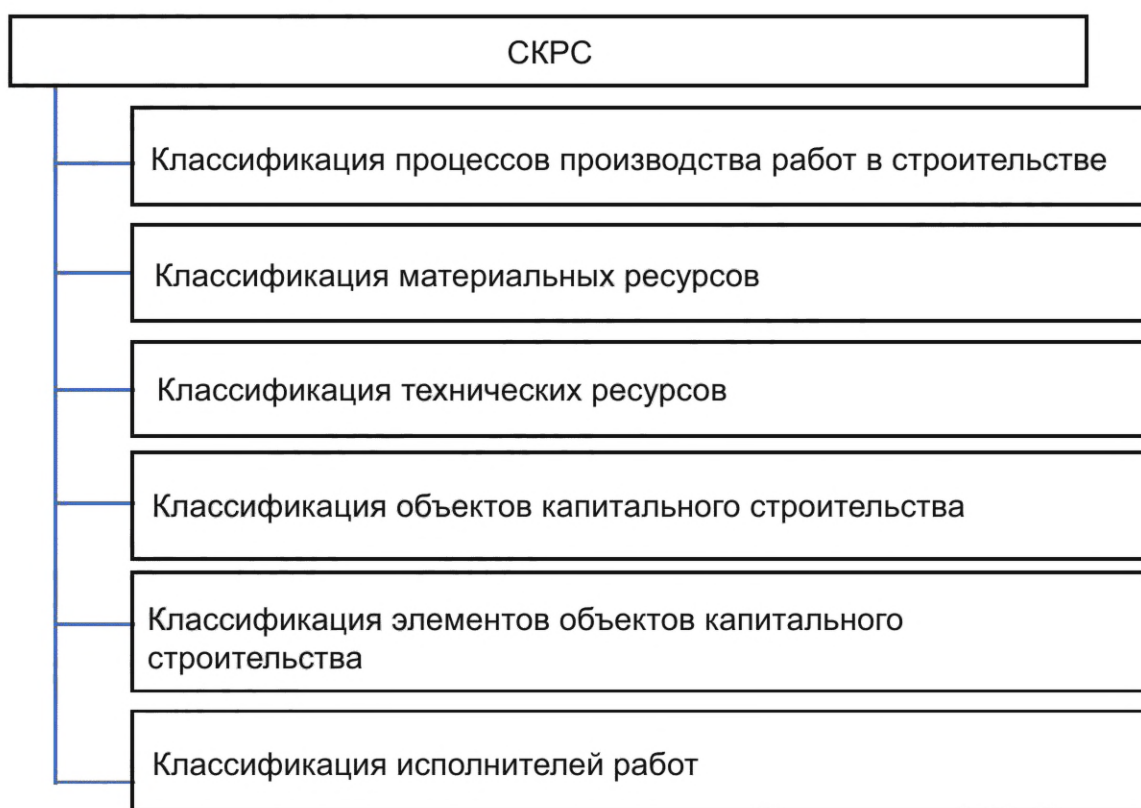 СКРС
Классификация процессов производства работ в строительстве
Классификация материальных ресурсов
Классификация технических ресурсов
Классификация объектов капитального строительства
Классификация элементов объектов капитального
строительства
Классификация исполнителей работ